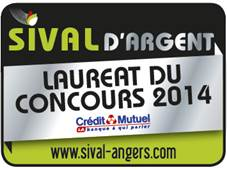 SIVAL D'ARGENT
LAUREAT DU
CONCOURS 2014
Crédit Mutuel
LA banque à qui parler
www.sival-angers.com